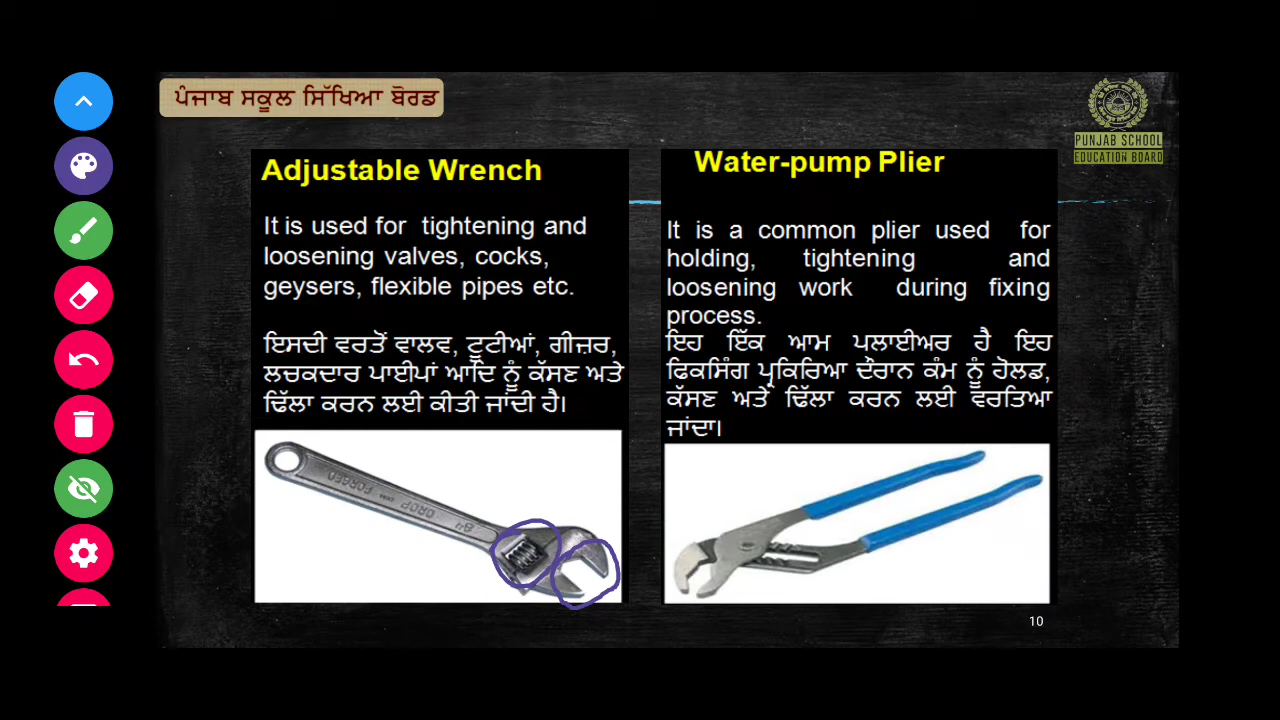 ਪੰਜਾਬ ਸਕੂਲ ਸਿੱਖਿਆ ਬੋਰਡ
PUNJAB SCHOOL
EDUCATION BOARD
Adjustable Wrench
It is used for tightening and
loosening valves, cocks,
geysers, flexible pipes etc.
ਇਸਦੀ ਵਰਤੋਂ ਵਾਲਵ, ਟੂਟੀਆਂ, ਗੀਜ਼ਰ,
ਲਚਕਦਾਰ ਪਾਈਪਾਂ ਆਦਿ ਨੂੰ ਕੱਸਣ ਅਤੇ
ਢਿੱਲਾ ਕਰਨ ਲਈ ਕੀਤੀ ਜਾਂਦੀ ਹੈ।
8"
DROP
FORGED
Water-pump Plier
It is a common plier used for
holding, tightening and
loosening work during fixing
process.
ਇਹ ਇੱਕ ਆਮ ਪਲਾਈਅਰ ਹੈ ਇਹ
ਫਿਕਸਿੰਗ ਪ੍ਰਕਿਰਿਆ ਦੌਰਾਨ ਕੰਮ ਨੂੰ ਹੋਲਡ,
ਕੱਸਣ ਅਤੇ ਢਿੱਲਾ ਕਰਨ ਲਈ ਵਰਤਿਆ
ਜਾਂਦਾ।
10